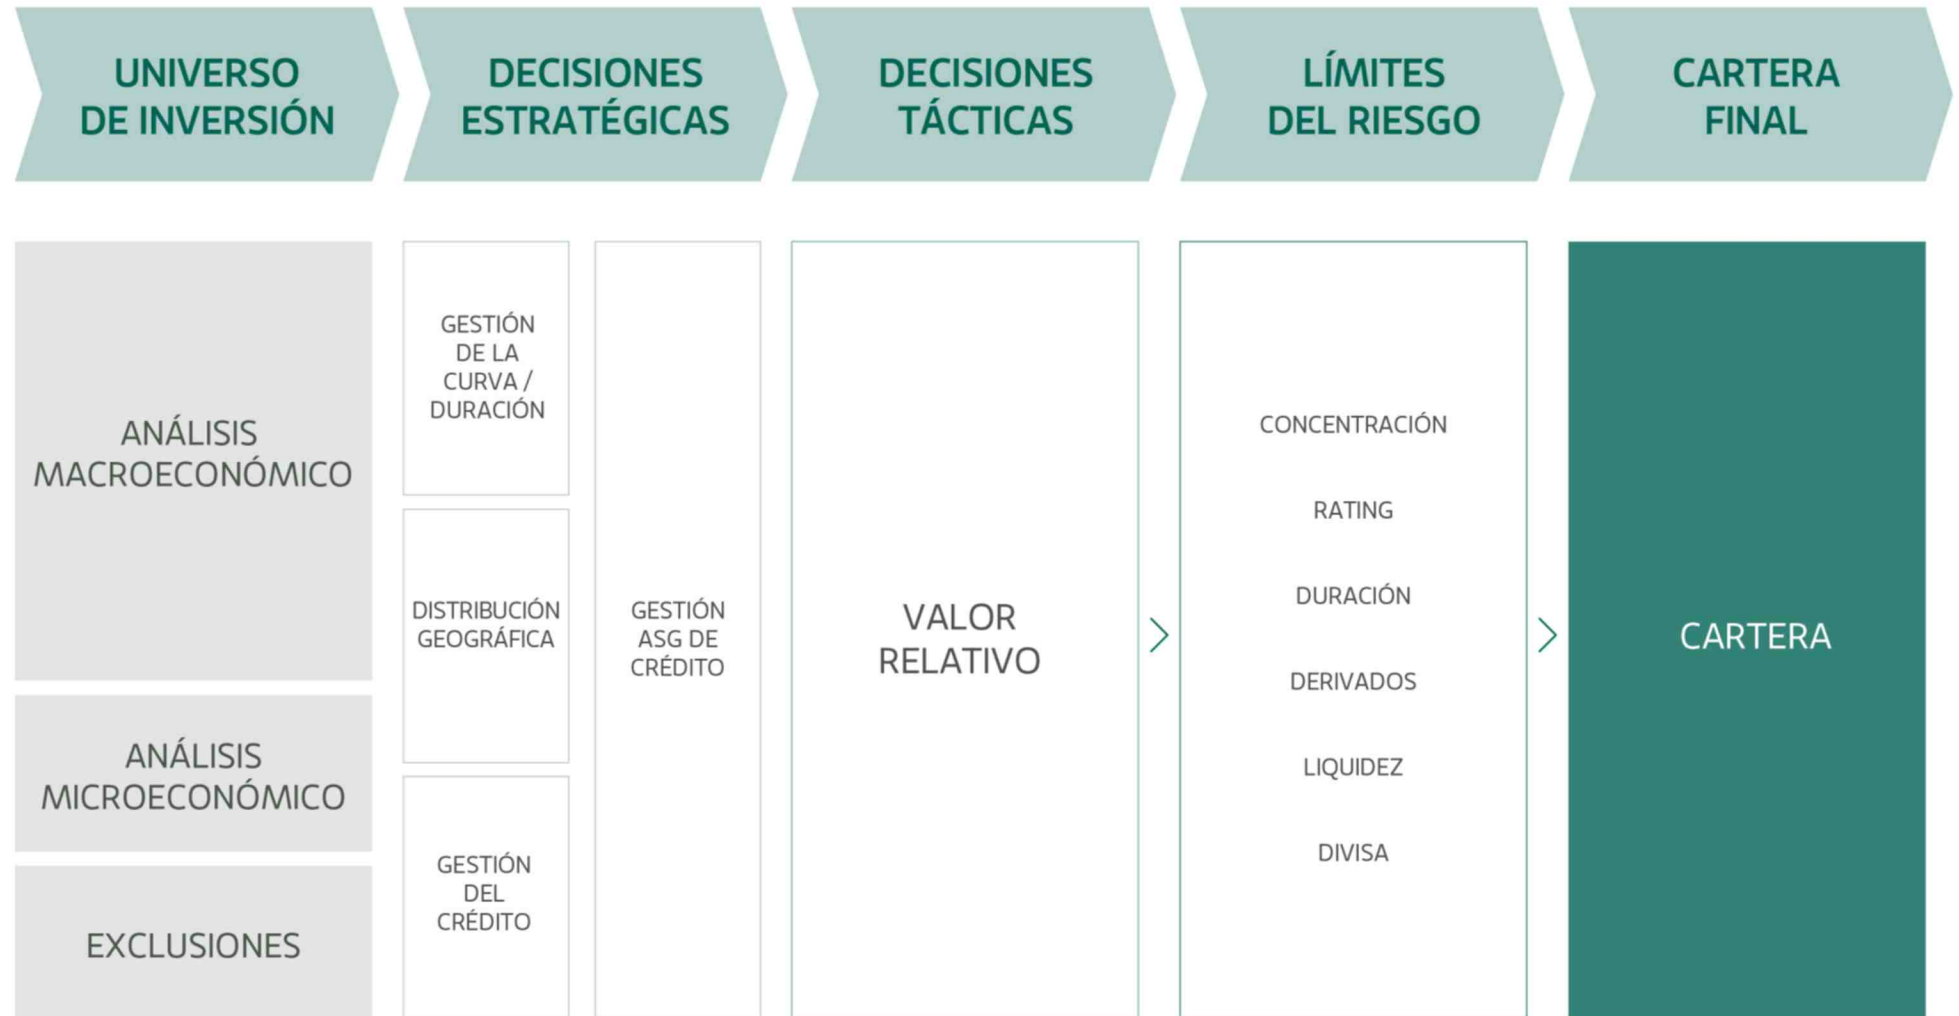 UNIVERSO
DE INVERSIÓN
DECISIONES
ESTRATÉGICAS
DECISIONES
TÁCTICAS
LÍMITES
DEL RIESGO
CARTERA
FINAL
ANÁLISIS
MACROECONÓMICO
ANÁLISIS
MICROECONÓMICO
EXCLUSIONES
GESTIÓN
DE LA
CURVA /
DURACIÓN
DISTRIBUCIÓN
GEOGRÁFICA
GESTIÓN
DEL
CRÉDITO
GESTIÓN
ASG DE
CRÉDITO
VALOR
RELATIVO
CONCENTRACIÓN
RATING
DURACIÓN
DERIVADOS
LIQUIDEZ
DIVISA
CARTERA